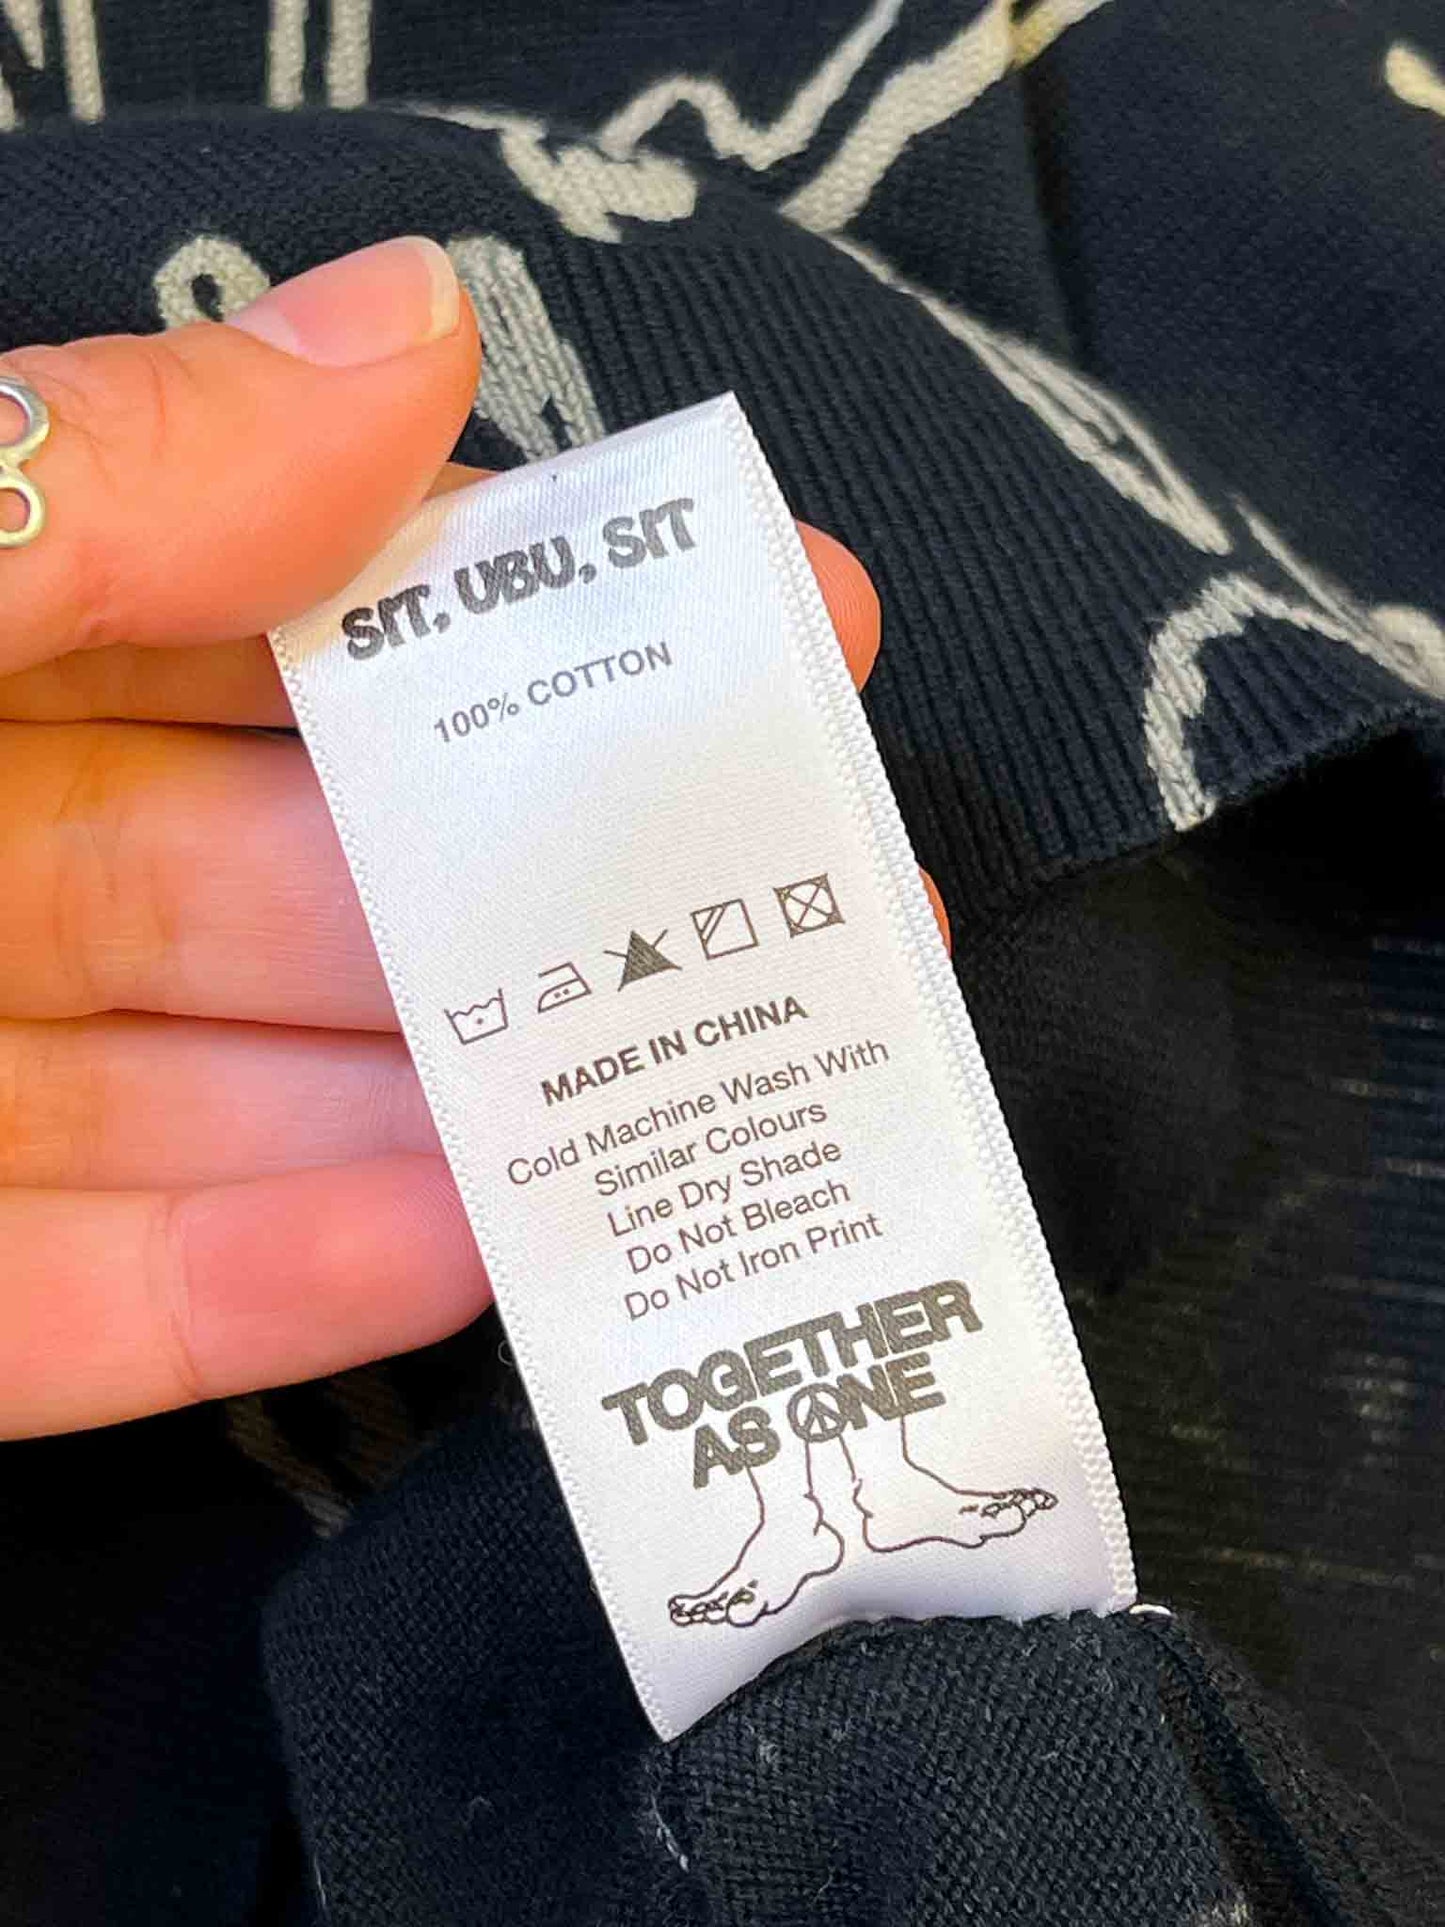 SIT, UBU, SIT
100% COTTON
MADE IN CHINA
Cold Machine Wash With
Similar Colours
Line Dry Shade
Do Not Bleach
Do Not Iron Print
TOGETHER
AS ONE